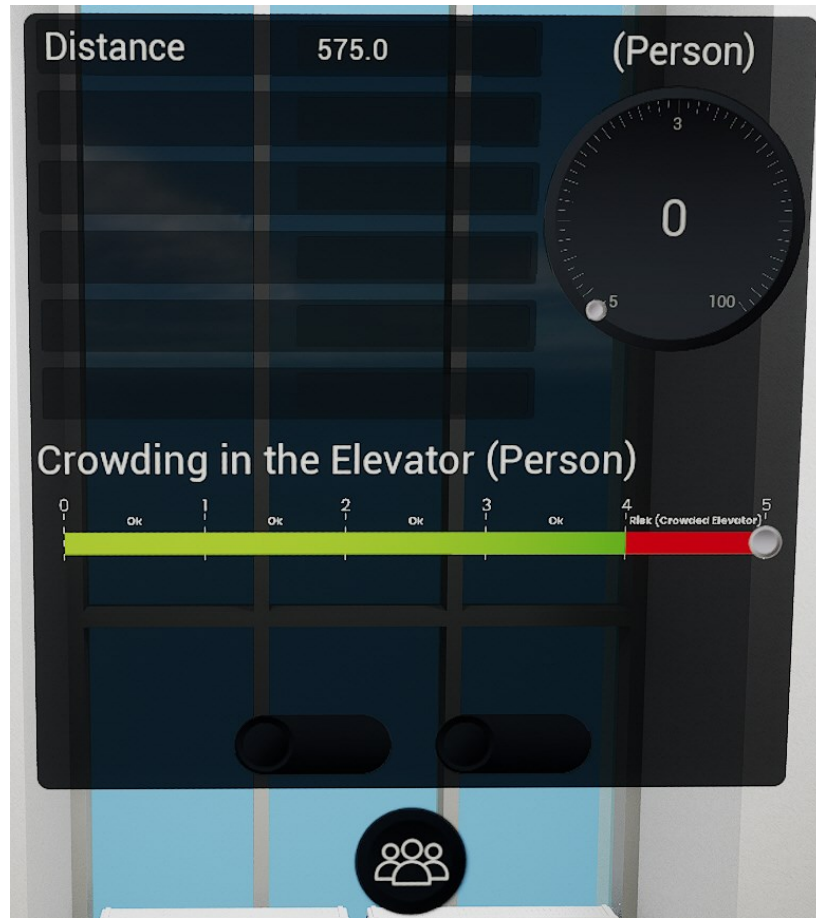 Distance 575.0 (Person)
3
0
5 100
Crowding in the Elevator (Person)
0 1 2 3 4 5
Ok Ok Ok Ok Risk (Crowded Elevator)